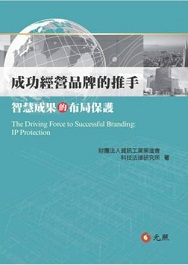 成功經營品牌的推手
智慧成果的布局保護
The Driving Force to Successful Branding:
IP Protection
財團法人資訊工業策進會
科技法律研究所 著
元照